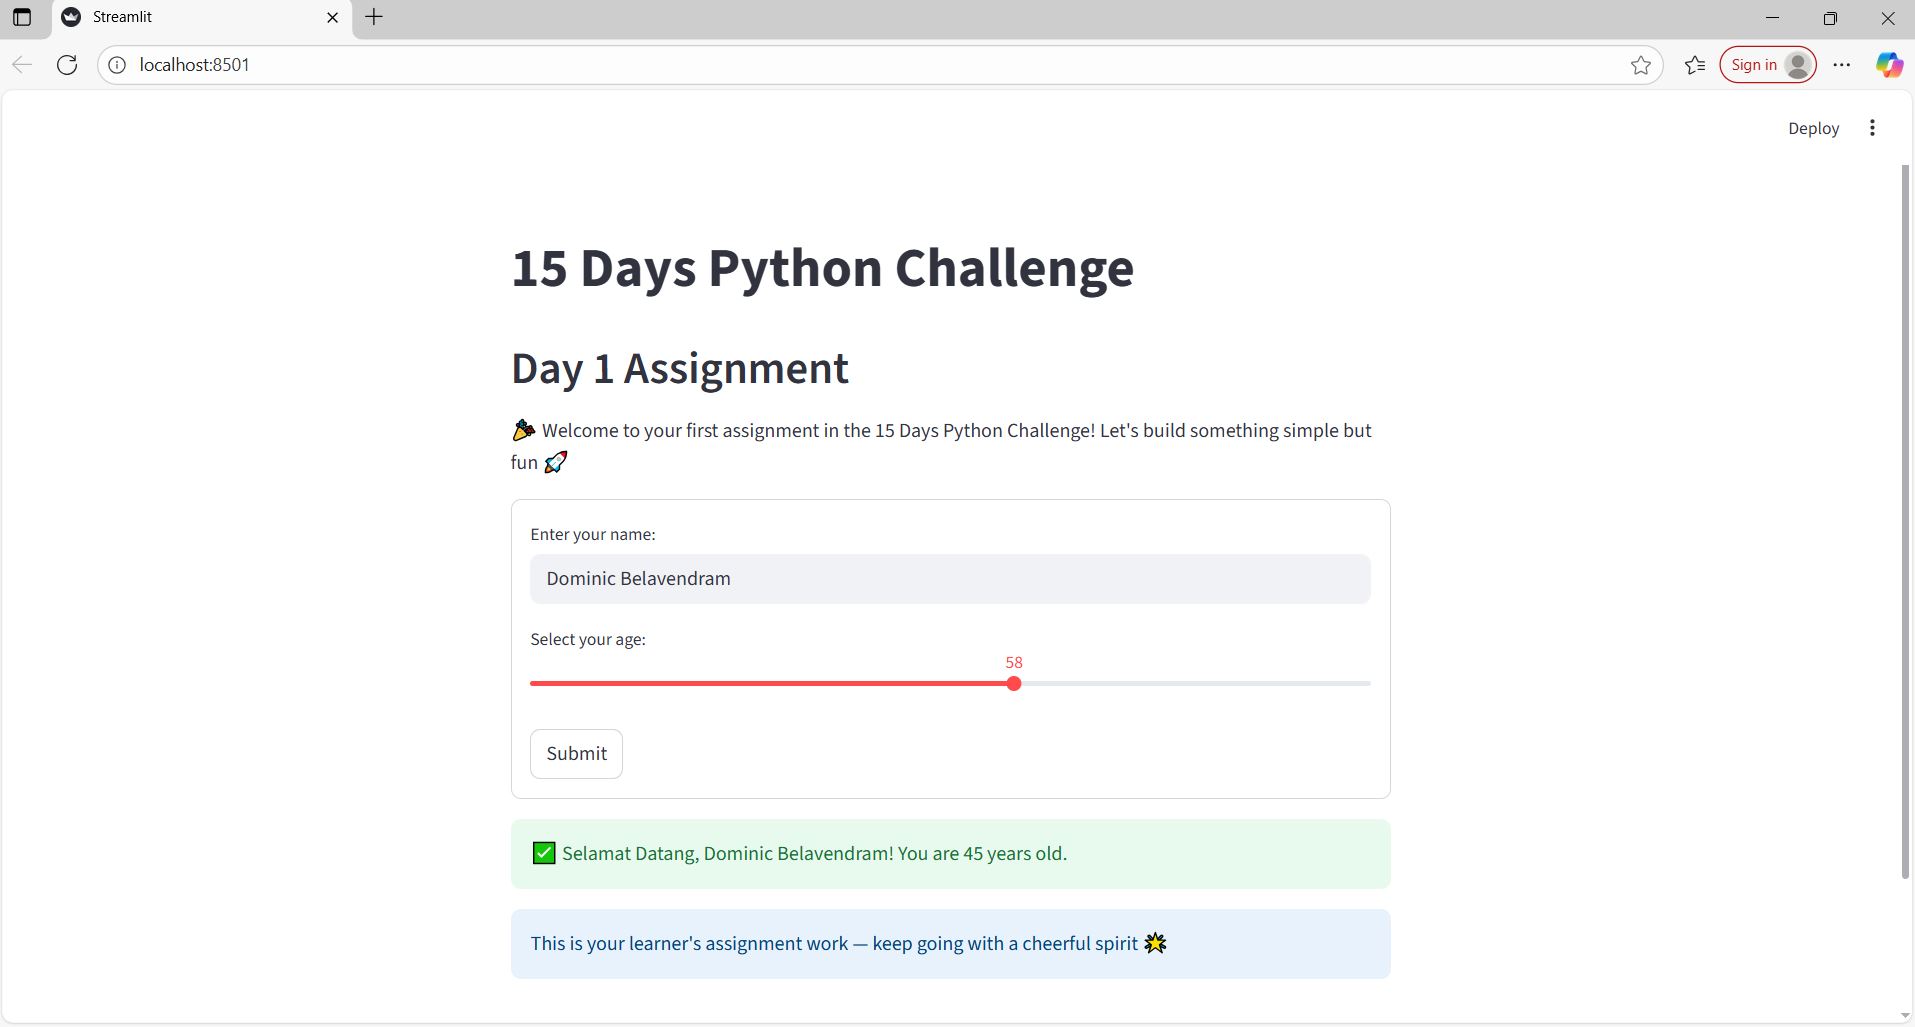 Streamlit
localhost:8501
Sign in
Deploy
15 Days Python Challenge
Day 1 Assignment
🎉 Welcome to your first assignment in the 15 Days Python Challenge! Let's build something simple but
fun 🚀
Enter your name:
Dominic Belavendram
Select your age:
58
Submit
✅ Selamat Datang, Dominic Belavendram! You are 45 years old.
This is your learner's assignment work — keep going with a cheerful spirit 🌟